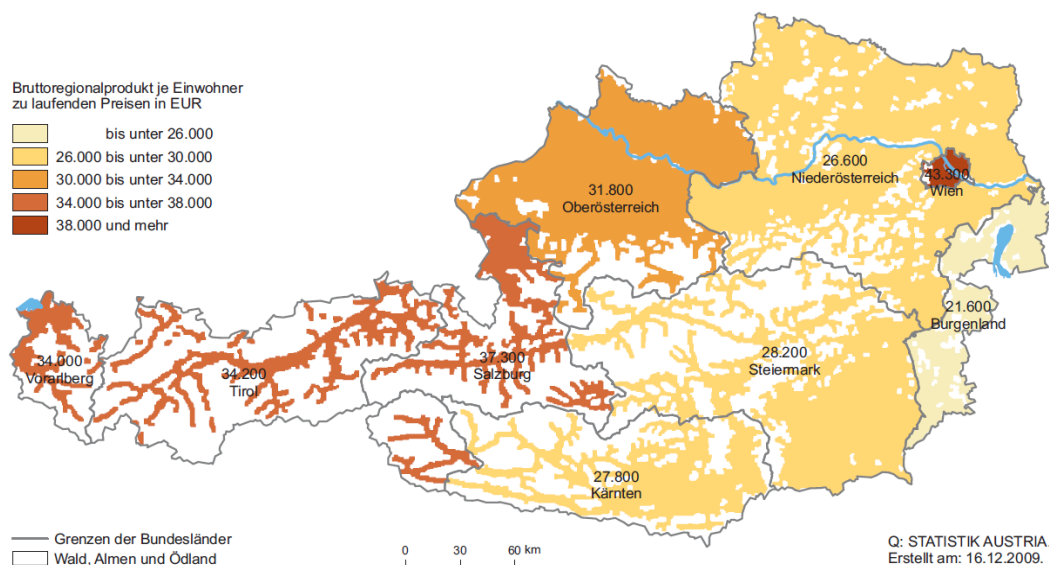 Bruttoregionalprodukt je Einwohner
zu laufenden Preisen in EUR
bis unter 26.000
26.000 bis unter 30.000
30.000 bis unter 34.000
34.000 bis unter 38.000
38.000 und mehr
26.600
Niederösterreich
43.300
Wien
31.800
Oberösterreich
21.600
Burgenland
34.000
Vorarlberg
34.200
Tirol
37.300
Salzburg
28.200
Steiermark
27.800
Kärnten
Grenzen der Bundesländer
Wald, Almen und Ödland
0 30 60 km
Q: STATISTIK AUSTRIA.
Erstellt am: 16.12.2009.